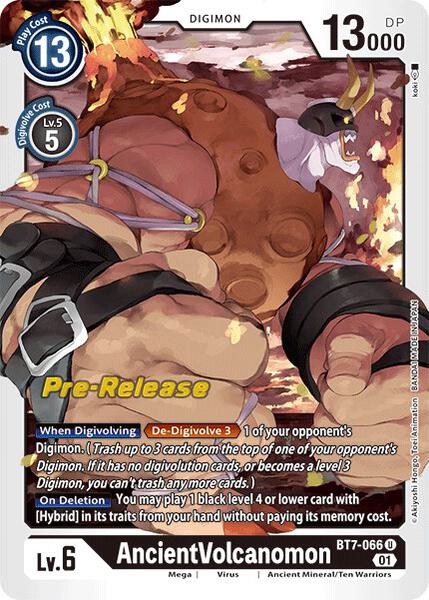 Play Cost
13
DIGIMON
13000
DP
Digivolve Cost
Lv.5
5
koki
Pre-Release
When Digivolving De-Digivolve 3 1 of your opponent's
Digimon. (Trash up to 3 cards from the top of one of your opponent's
Digimon. If it has no digivolution cards, or becomes a level 3
Digimon, you can't trash any more cards.)
On Deletion You may play 1 black level 4 or lower card with
[Hybrid] in its traits from your hand without paying its memory cost.
©Akiyoshi Hongo, Toei Animation BANDAI MADE IN JAPAN
Lv.6
AncientVolcanomon
BT7-066 U
01
Mega Virus Ancient Mineral/Ten Warriors